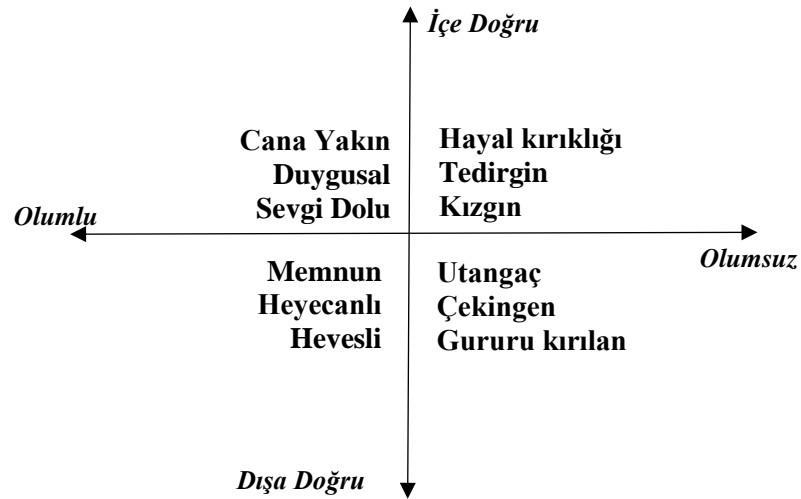 İçe Doğru
Cana Yakın
Duygusal
Sevgi Dolu
Hayal kırıklığı
Tedirgin
Kızgın
Olumlu
Olumsuz
Memnun
Heyecanlı
Hevesli
Utangaç
Çekingen
Gururu kırılan
Dışa Doğru